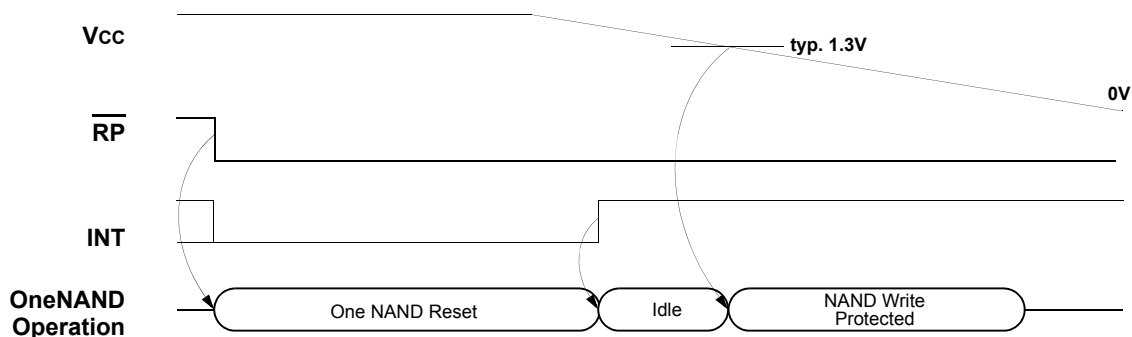 Vcc
typ. 1.3V
0V
RP
INT
OneNAND
Operation
One NAND Reset
Idle
NAND Write
Protected